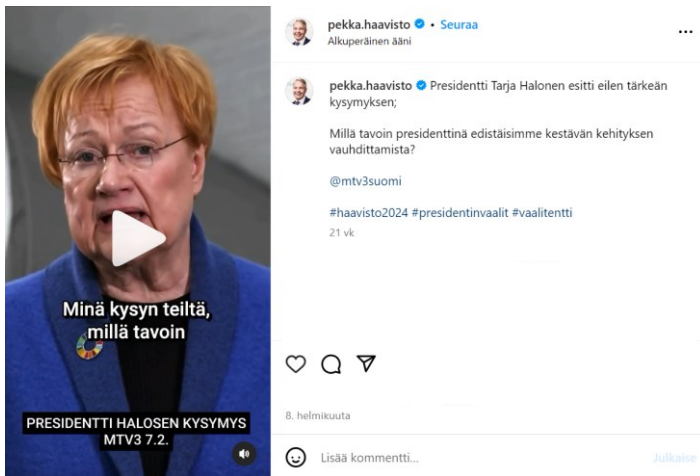 Minä kysyn teiltä,
millä tavoin
PRESIDENTTI HALOSEN KYSYMYS
MTV3 7.2.
pekka.haavisto • Seuraa
Alkuperäinen ääni
pekka.haavisto Presidentti Tarja Halonen esitti eilen tärkeän
kysymyksen;
Millä tavoin presidenttinä edistäisimme kestävän kehityksen
vauhdittamista?
@mtv3suomi
#haavisto2024 #presidentinvaalit #vaalitentti
21 vk
8. helmikuuta
Lisää kommentti...
Julkaise